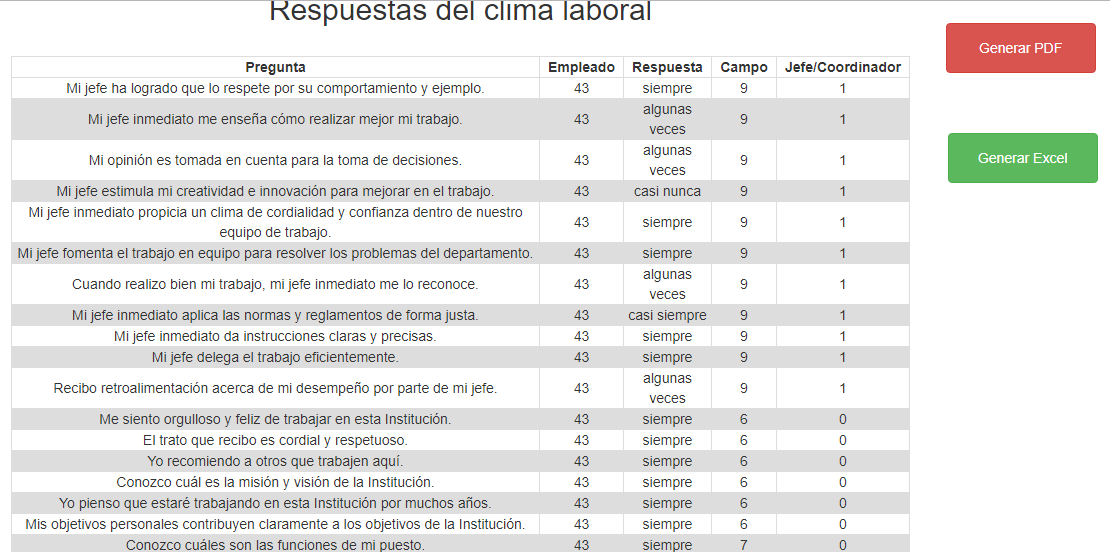 Respuestas del clima laboral
Generar PDF
Generar Excel
Pregunta Empleado Respuesta Campo Jefe/Coordinador
Mi jefe ha logrado que lo respete por su comportamiento y ejemplo. 43 siempre 9 1
Mi jefe inmediato me enseña cómo realizar mejor mi trabajo. 43 algunas
veces 9 1
Mi opinión es tomada en cuenta para la toma de decisiones. 43 algunas
veces 9 1
Mi jefe estimula mi creatividad e innovación para mejorar en el trabajo. 43 casi nunca 9 1
Mi jefe inmediato propicia un clima de cordialidad y confianza dentro de nuestro
equipo de trabajo. 43 siempre 9 1
Mi jefe fomenta el trabajo en equipo para resolver los problemas del departamento. 43 siempre 9 1
Cuando realizo bien mi trabajo, mi jefe inmediato me lo reconoce. 43 algunas
veces 9 1
Mi jefe inmediato aplica las normas y reglamentos de forma justa. 43 casi siempre 9 1
Mi jefe inmediato da instrucciones claras y precisas. 43 siempre 9 1
Mi jefe delega el trabajo eficientemente. 43 siempre 9 1
Recibo retroalimentación acerca de mi desempeño por parte de mi jefe. 43 algunas
veces 9 1
Me siento orgulloso y feliz de trabajar en esta Institución. 43 siempre 6 0
El trato que recibo es cordial y respetuoso. 43 siempre 6 0
Yo recomiendo a otros que trabajen aquí. 43 siempre 6 0
Conozco cuál es la misión y visión de la Institución. 43 siempre 6 0
Yo pienso que estaré trabajando en esta Institución por muchos años. 43 siempre 6 0
Mis objetivos personales contribuyen claramente a los objetivos de la Institución. 43 siempre 6 0
Conozco cuáles son las funciones de mi puesto. 43 siempre 7 0